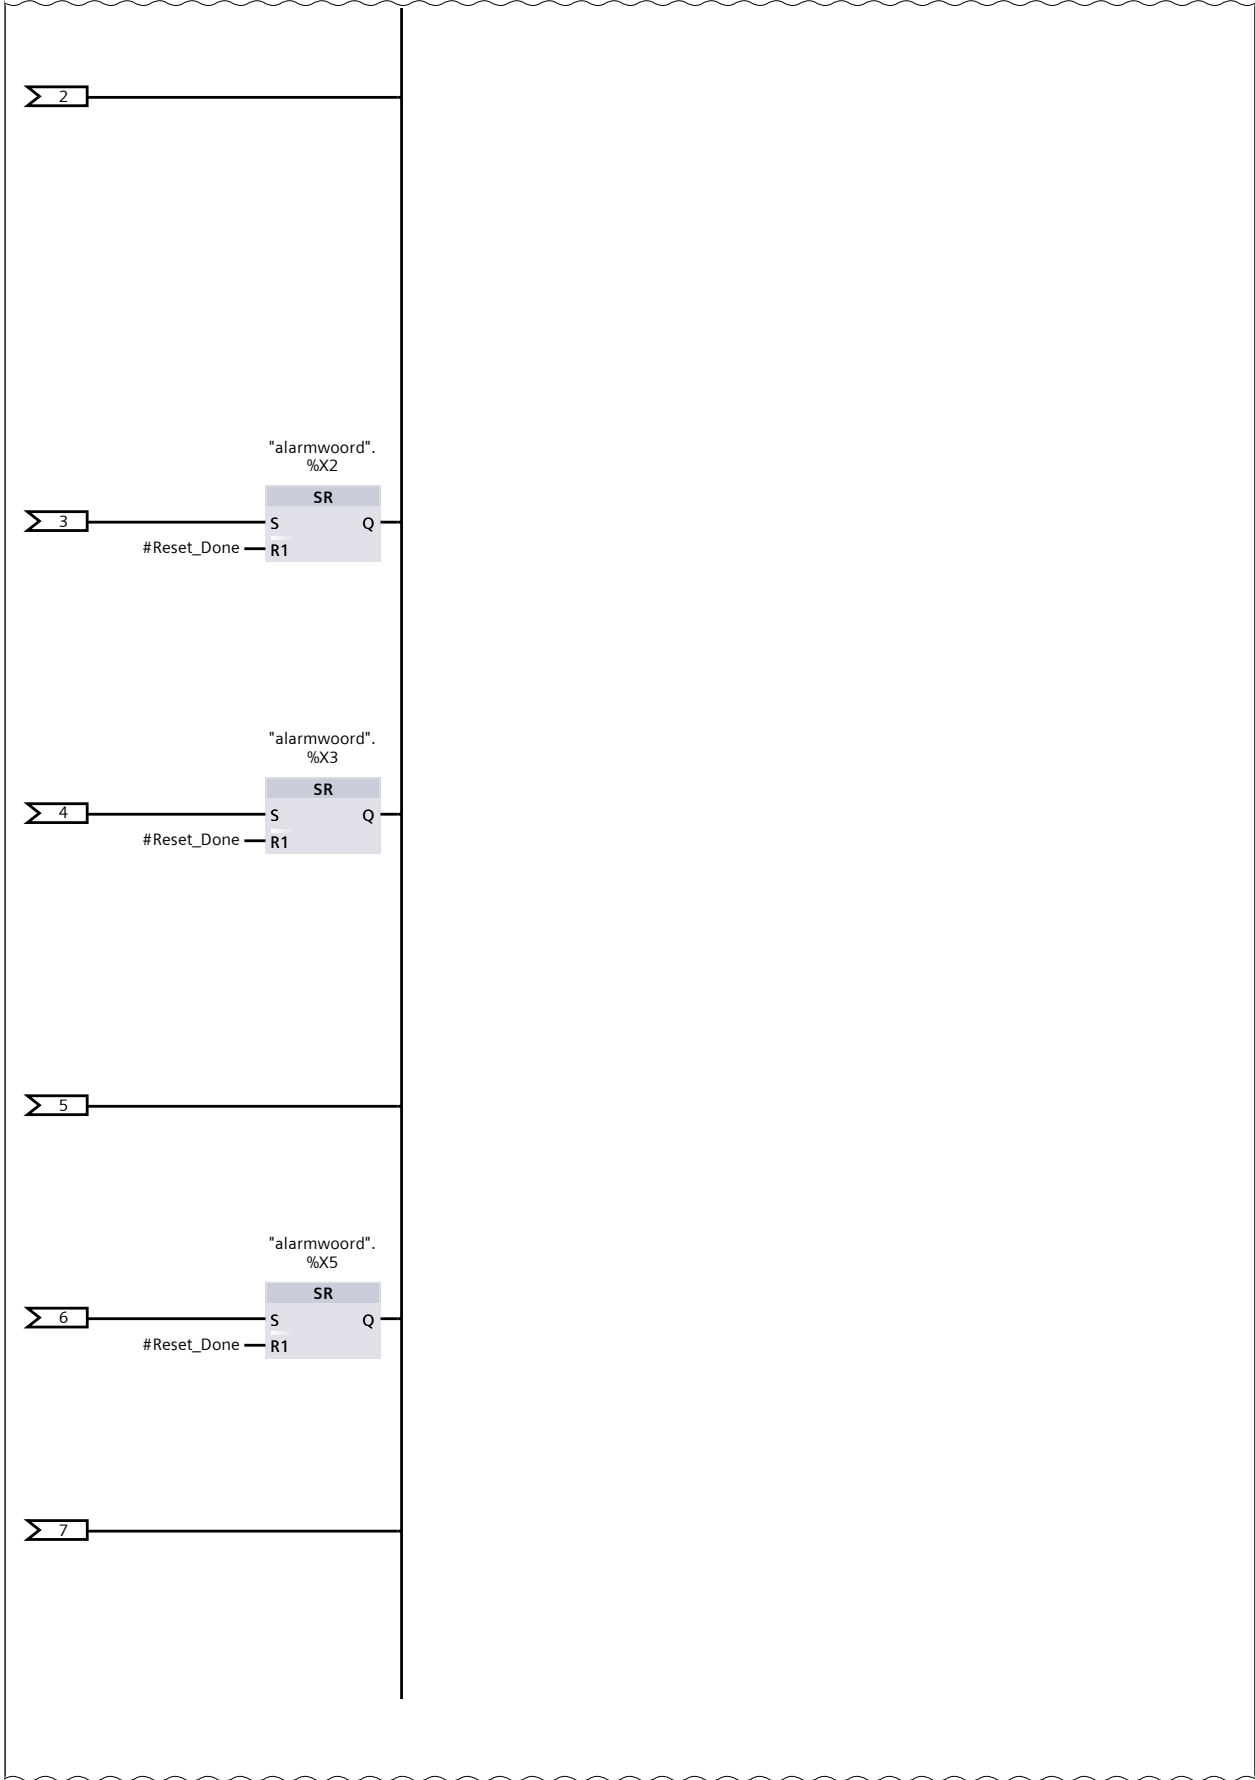 2
"alarmwoord".
%X2
SR
3
S
Q
#Reset_Done
R1
"alarmwoord".
%X3
SR
4
S
Q
#Reset_Done
R1
5
"alarmwoord".
%X5
SR
6
S
Q
#Reset_Done
R1
7